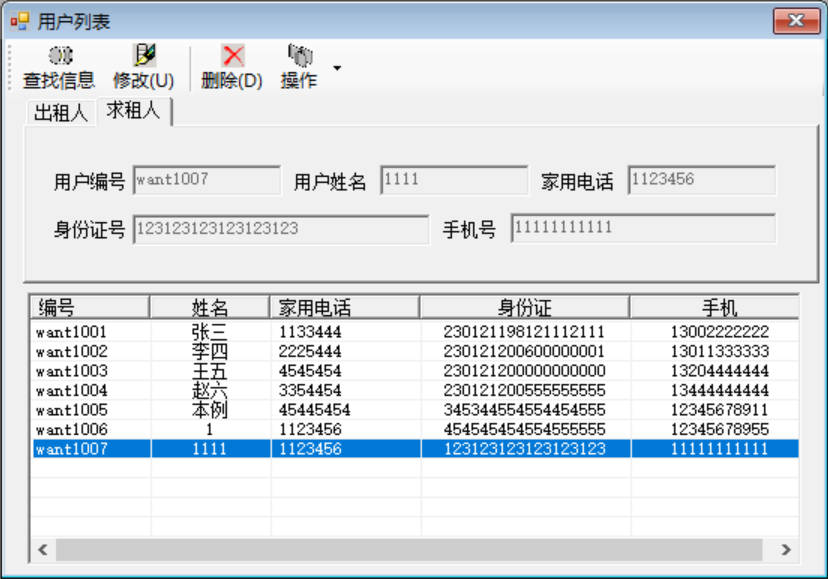 用户列表
查找信息 修改(U) 删除(D) 操作
出租人 求租人
用户编号 want1007 用户姓名 1111 家用电话 1123456
身份证号 123123123123123123 手机号 11111111111
编号 姓名 家用电话 身份证 手机
want1001 张三 1133444 230121198121112111 13002222222
want1002 李四 2225444 230121200600000001 13011333333
want1003 王五 4545454 230121200000000000 13204444444
want1004 赵六 3354454 230121200555555555 13444444444
want1005 本例 45445454 345344554554454555 12345678911
want1006 1 1123456 454545454554555555 12345678955
want1007 1111 1123456 123123123123123123 11111111111